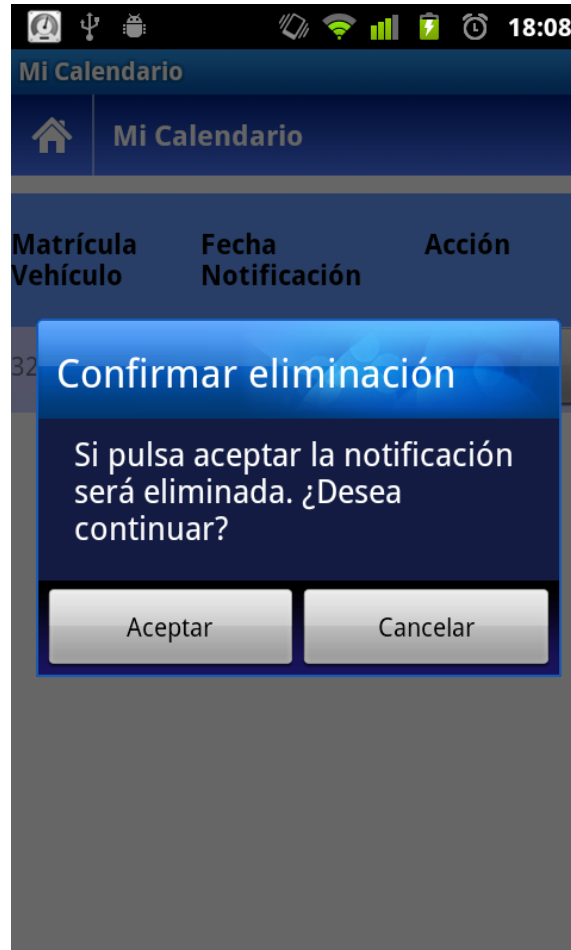 18:08
Mi Calendario
Mi Calendario
Matrícula Fecha Acción
Vehículo Notificación
32
Confirmar eliminación
Si pulsa aceptar la notificación
será eliminada. ¿Desea
continuar?
Aceptar Cancelar